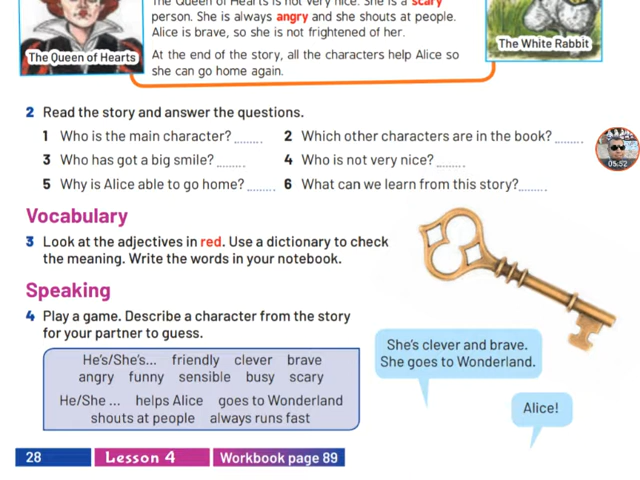 The Queen of Hearts is not very nice. She is a scary
person. She is always angry and she shouts at people.
Alice is brave, so she is not frightened of her.
At the end of the story, all the characters help Alice so
she can go home again.
The Queen of Hearts
The White Rabbit
2 Read the story and answer the questions.
1 Who is the main character? ........ 2 Which other characters are in the book? ........
3 Who has got a big smile? ........ 4 Who is not very nice? ........
5 Why is Alice able to go home? ........ 6 What can we learn from this story? ........
05:52
Vocabulary
3 Look at the adjectives in red. Use a dictionary to check
the meaning. Write the words in your notebook.
Speaking
4 Play a game. Describe a character from the story
for your partner to guess.
He's/She's... friendly clever brave
angry funny sensible busy scary
He/She ... helps Alice goes to Wonderland
shouts at people always runs fast
She's clever and brave.
She goes to Wonderland.
Alice!
28 Lesson 4 Workbook page 89